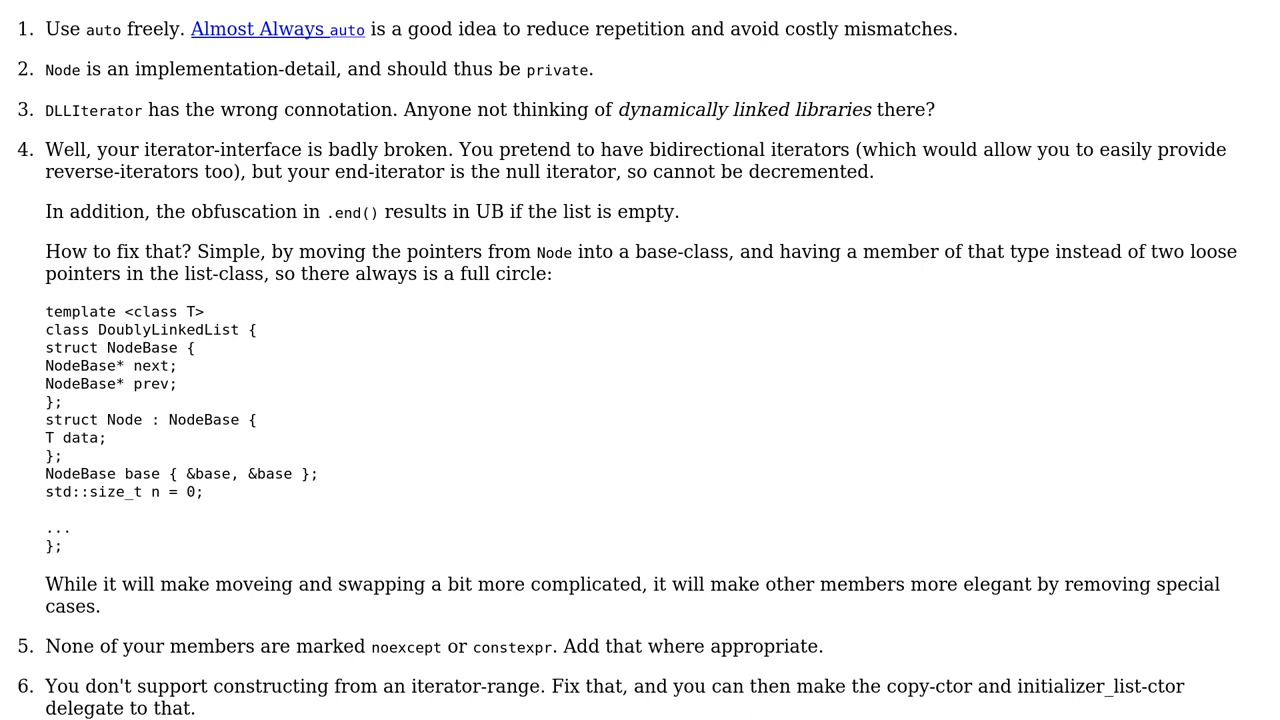 1. Use auto freely. Almost Always auto is a good idea to reduce repetition and avoid costly mismatches.
2. Node is an implementation-detail, and should thus be private.
3. DLLIterator has the wrong connotation. Anyone not thinking of dynamically linked libraries there?
4. Well, your iterator-interface is badly broken. You pretend to have bidirectional iterators (which would allow you to easily provide
reverse-iterators too), but your end-iterator is the null iterator, so cannot be decremented.
In addition, the obfuscation in .end() results in UB if the list is empty.
How to fix that? Simple, by moving the pointers from Node into a base-class, and having a member of that type instead of two loose
pointers in the list-class, so there always is a full circle:
template <class T>
class DoublyLinkedList {
struct NodeBase {
NodeBase* next;
NodeBase* prev;
};
struct Node : NodeBase {
T data;
};
NodeBase base { &base, &base };
std::size_t n = 0;
...
};
While it will make moveing and swapping a bit more complicated, it will make other members more elegant by removing special
cases.
5. None of your members are marked noexcept or constexpr. Add that where appropriate.
6. You don't support constructing from an iterator-range. Fix that, and you can then make the copy-ctor and initializer_list-ctor
delegate to that.